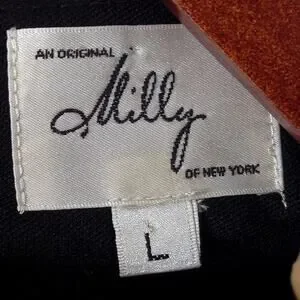 AN ORIGINAL
Milly
OF NEW YORK
L